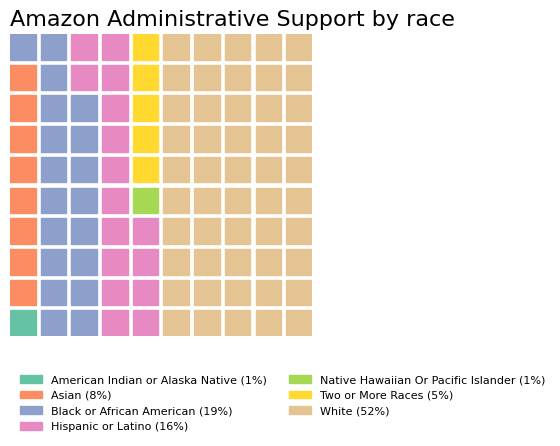 Amazon Administrative Support by race
American Indian or Alaska Native (1%)
Asian (8%)
Black or African American (19%)
Hispanic or Latino (16%)
Native Hawaiian Or Pacific Islander (1%)
Two or More Races (5%)
White (52%)